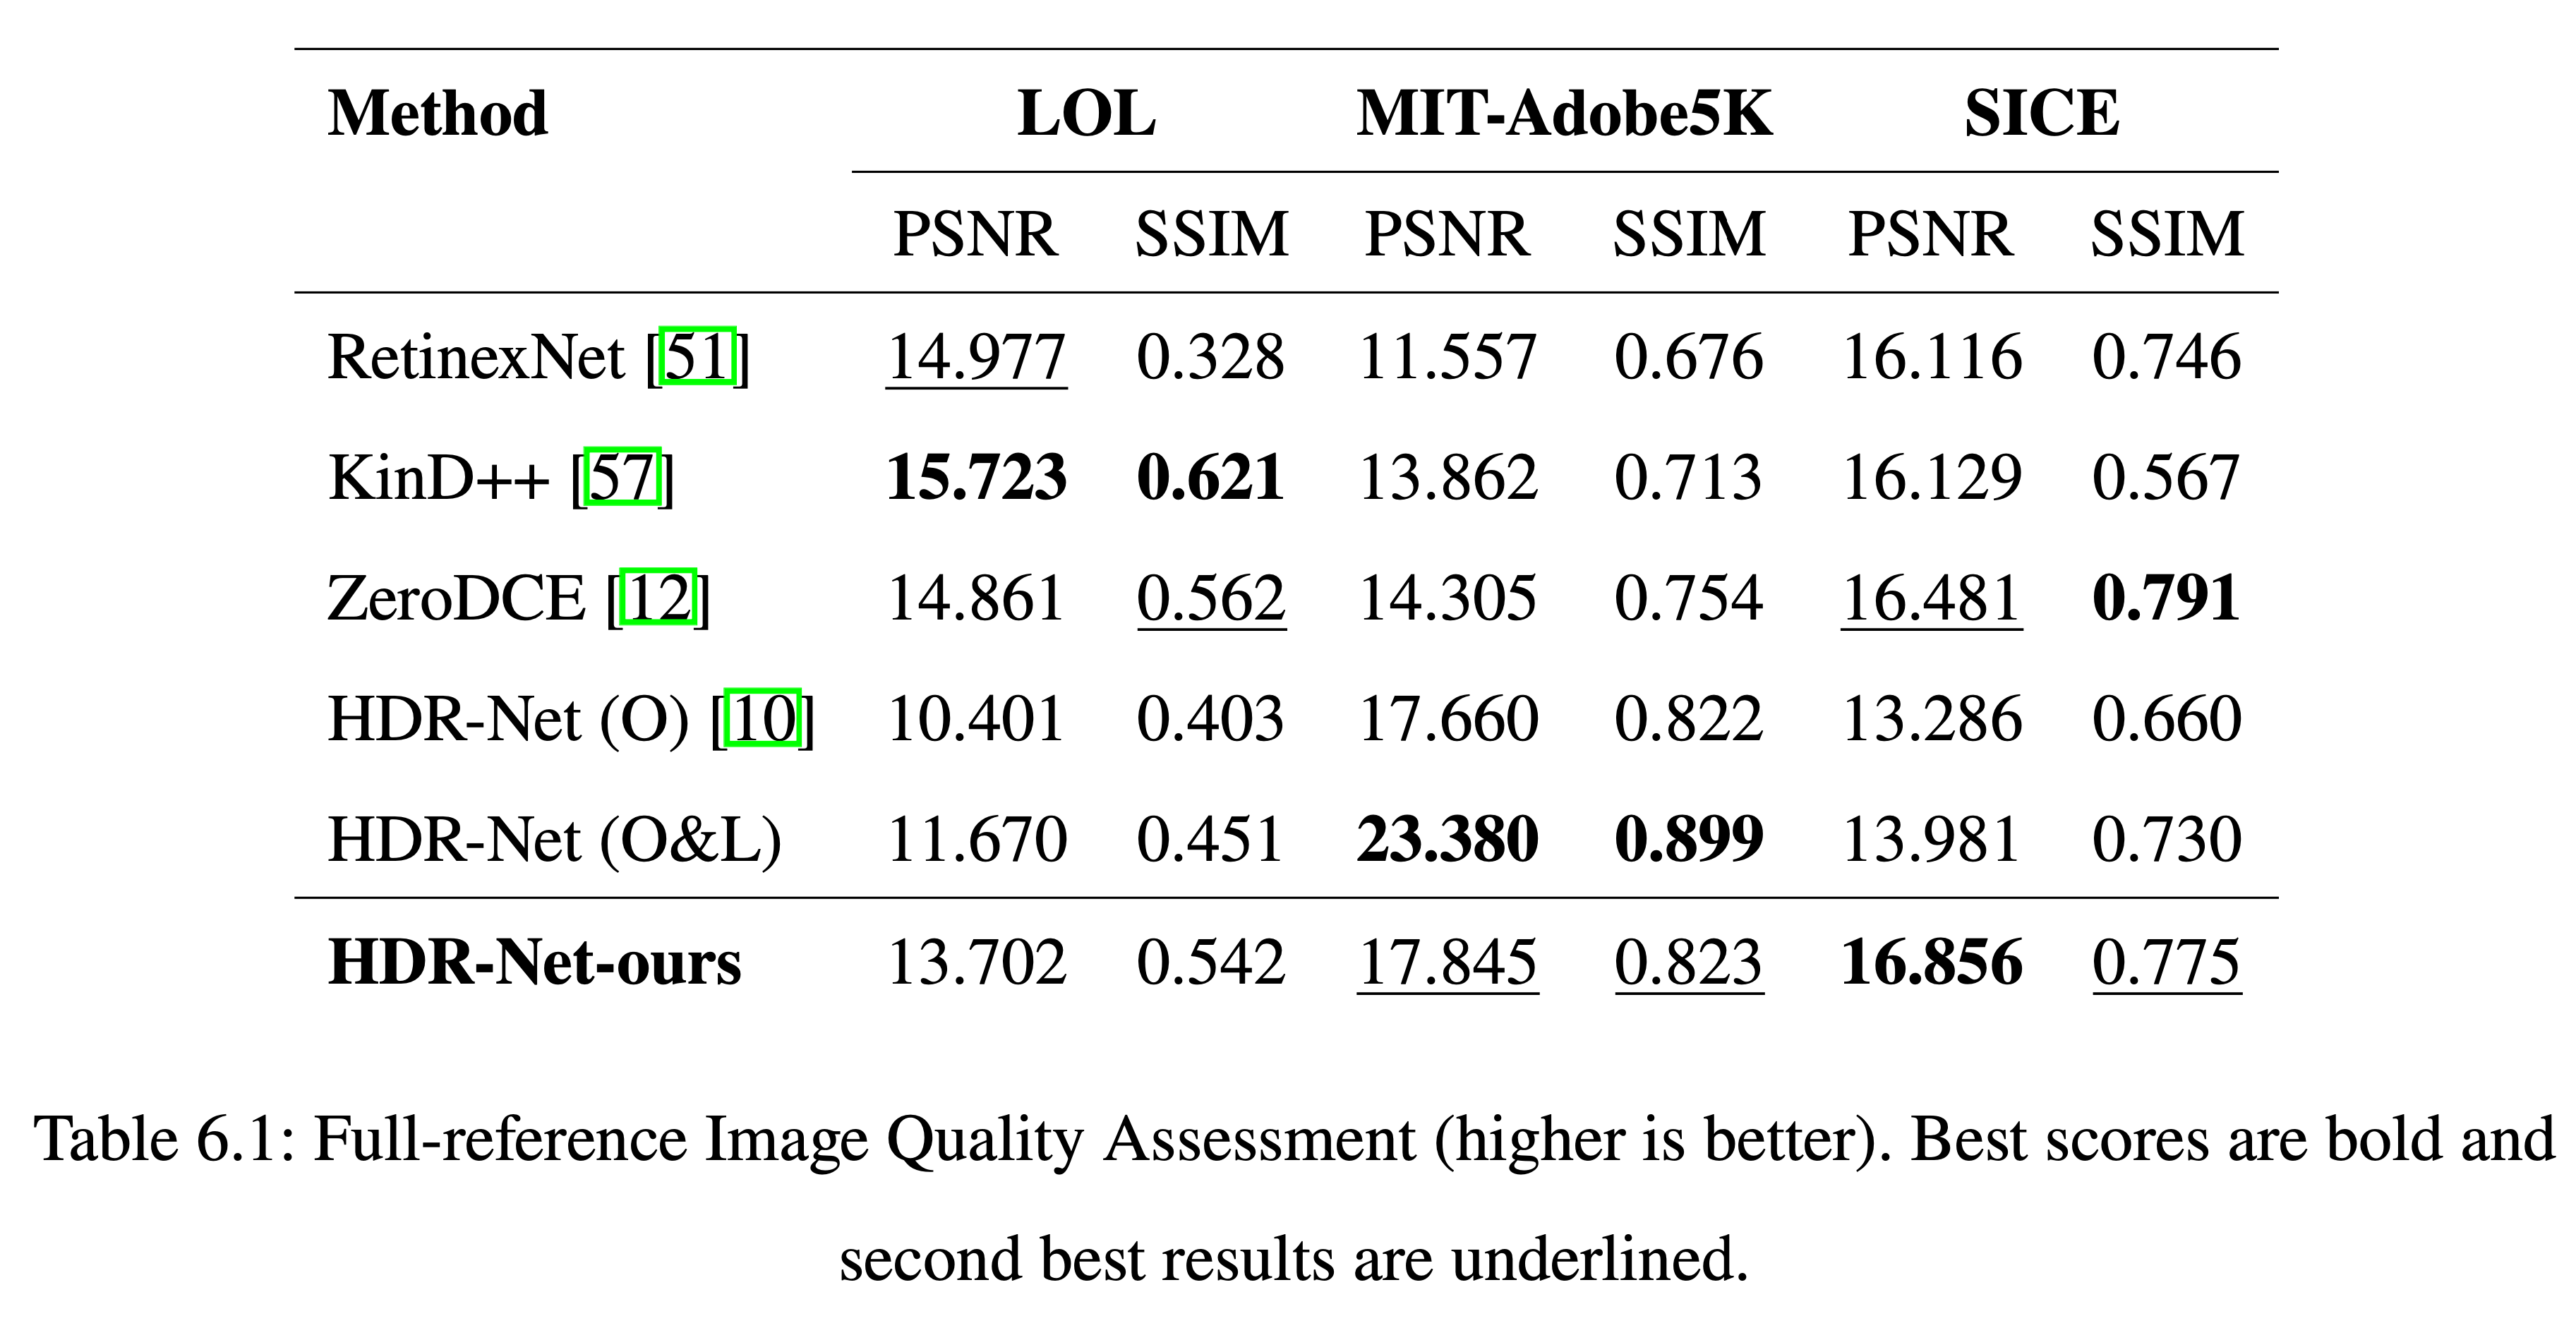 Method LOL MIT-Adobe5K SICE
PSNR SSIM PSNR SSIM PSNR SSIM
RetinexNet [51] 14.977 0.328 11.557 0.676 16.116 0.746
KinD++ [57] 15.723 0.621 13.862 0.713 16.129 0.567
ZeroDCE [12] 14.861 0.562 14.305 0.754 16.481 0.791
HDR-Net (O) [10] 10.401 0.403 17.660 0.822 13.286 0.660
HDR-Net (O&L) 11.670 0.451 23.380 0.899 13.981 0.730
HDR-Net-ours 13.702 0.542 17.845 0.823 16.856 0.775
Table 6.1: Full-reference Image Quality Assessment (higher is better). Best scores are bold and
second best results are underlined.